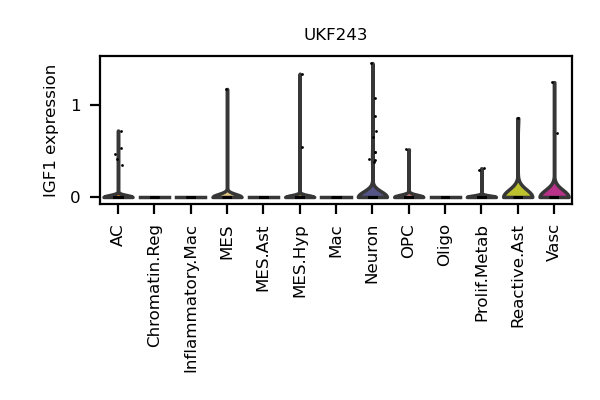 UKF243
IGF1 expression
1
0
AC
Chromatin.Reg
Inflammatory.Mac
MES
MES.Ast
MES.Hyp
Mac
Neuron
OPC
Oligo
Prolif.Metab
Reactive.Ast
Vasc